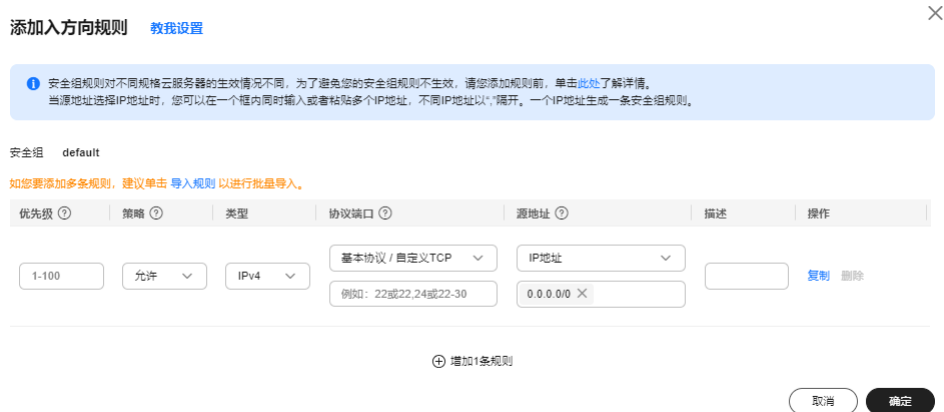 添加入方向规则 教我设置
安全组规则对不同规格云服务器的生效情况不同，为了避免您的安全组规则不生效，请您添加规则前，单击此处了解详情。
当源地址选择IP地址时，您可以在一个框内同时输入或者粘贴多个IP地址，不同IP地址以“,”隔开。一个IP地址生成一条安全组规则。
安全组 default
如您要添加多条规则，建议单击 导入规则 以进行批量导入。
优先级 策略 类型 协议端口 源地址 描述 操作
基本协议 / 自定义TCP IP地址
1-100 允许 IPv4 复制 删除
例如：22或22,24或22-30 0.0.0.0/0
增加1条规则
取消 确定